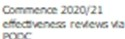 Commence 2020/21
effectiveness reviews via
PODC